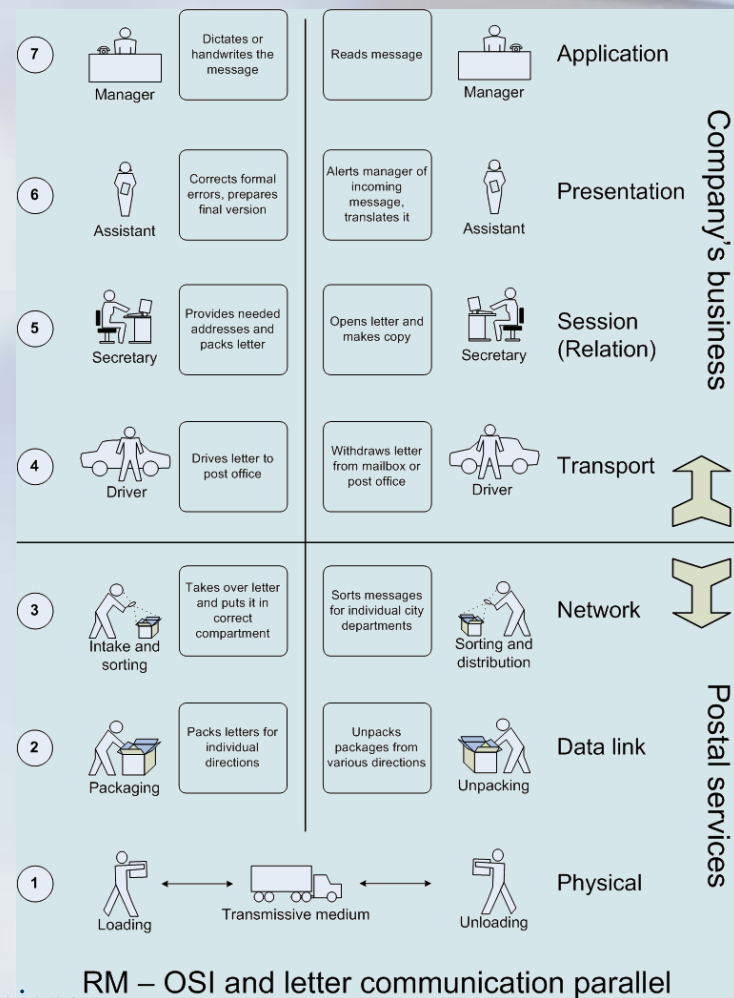 7
Manager
Dictates or
handwrites the
message
Reads message
Manager
Application
6
Assistant
Corrects formal
errors, prepares
final version
Alerts manager of
incoming
message,
translates it
Assistant
Presentation
5
Secretary
Provides needed
addresses and
packs letter
Opens letter and
makes copy
Secretary
Session
(Relation)
Company's business
4
Driver
Drives letter to
post office
Withdraws letter
from mailbox or
post office
Driver
Transport
3
Intake and
sorting
Takes over letter
and puts it in
correct
compartment
Sorts messages
for individual city
departments
Sorting and
distribution
Network
2
Packaging
Packs letters for
individual
directions
Unpacks
packages from
various directions
Unpacking
Data link
Postal services
1
Loading
Transmissive medium
Unloading
Physical
RM – OSI and letter communication parallel